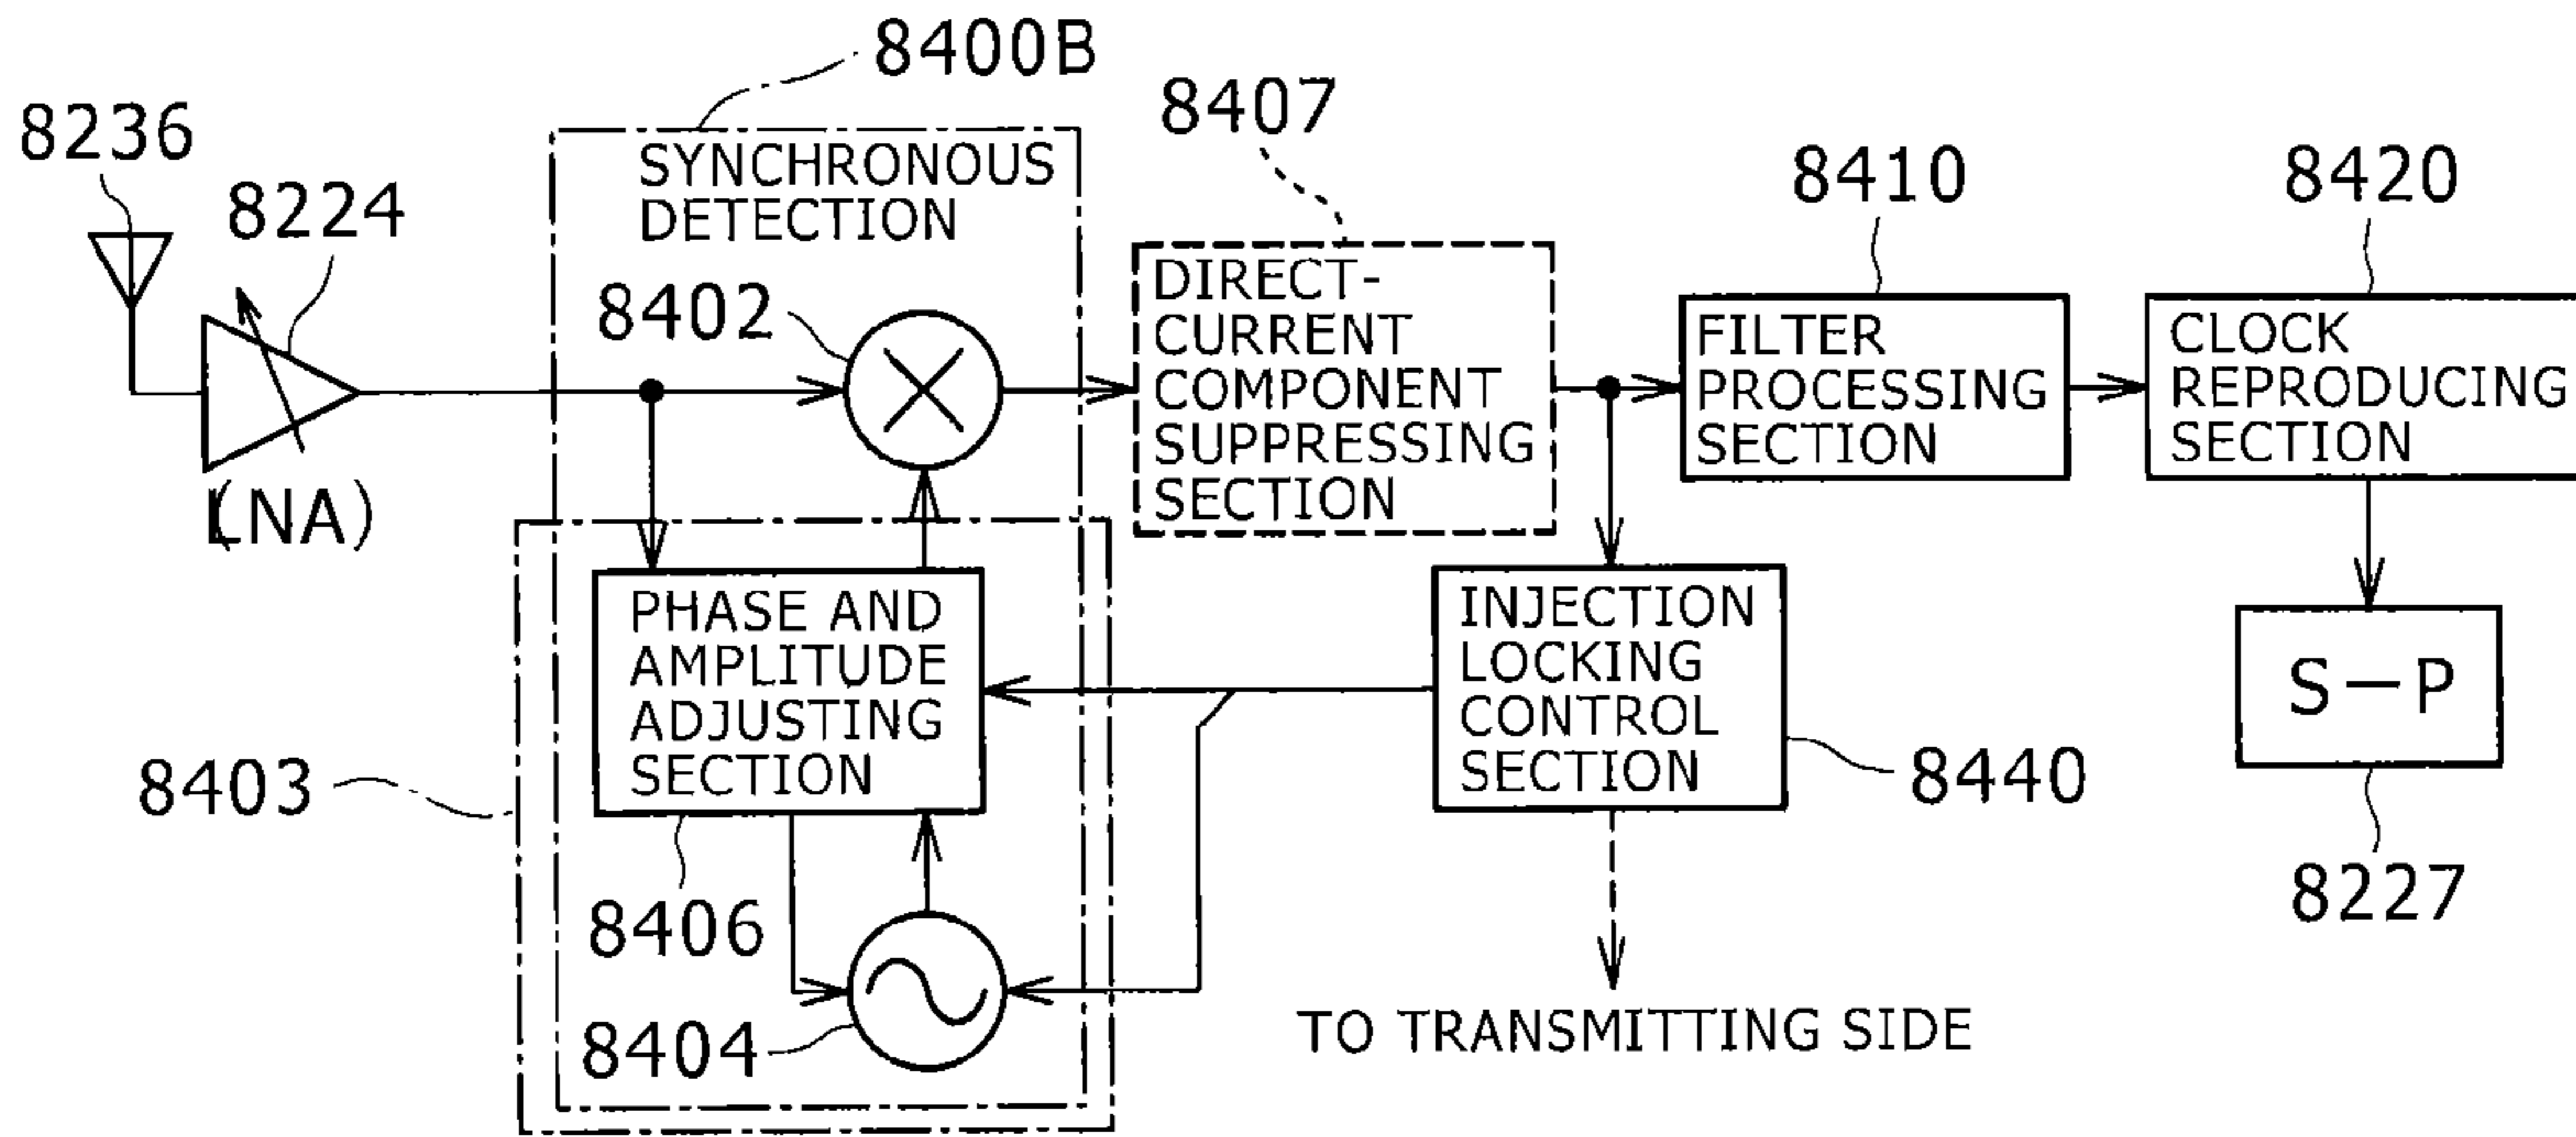 8400B
8236
8224
(LNA)
SYNCHRONOUS
DETECTION
8402
8407
DIRECT-
CURRENT
COMPONENT
SUPPRESSING
SECTION
8410
FILTER
PROCESSING
SECTION
8420
CLOCK
REPRODUCING
SECTION
S-P
8227
PHASE AND
AMPLITUDE
ADJUSTING
SECTION
8403
8406
8404
INJECTION
LOCKING
CONTROL
SECTION
8440
TO TRANSMITTING SIDE